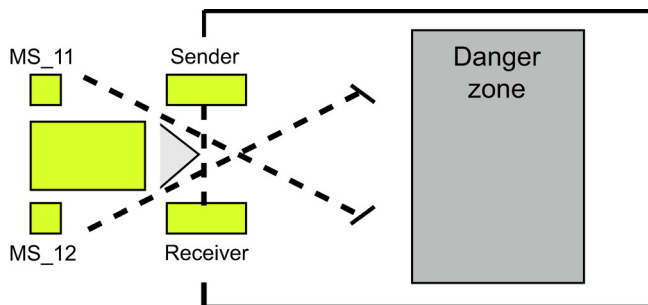 MS_11
Sender
Danger
zone
MS_12
Receiver